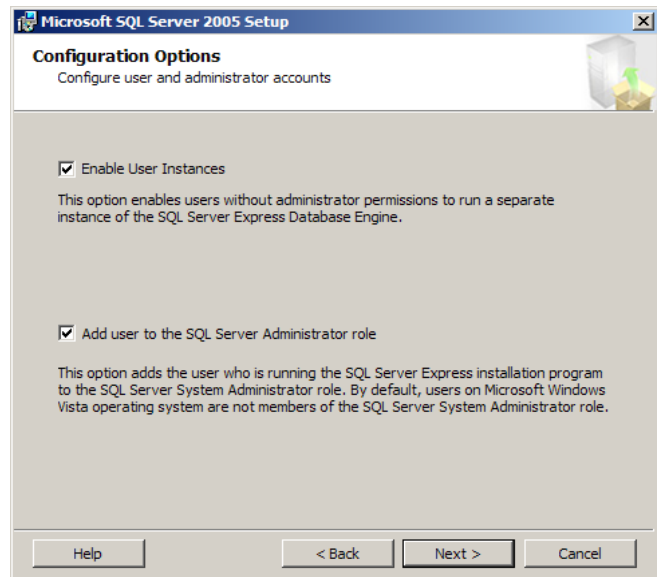 Microsoft SQL Server 2005 Setup
Configuration Options
Configure user and administrator accounts
Enable User Instances
This option enables users without administrator permissions to run a separate
instance of the SQL Server Express Database Engine.
Add user to the SQL Server Administrator role
This option adds the user who is running the SQL Server Express installation program
to the SQL Server System Administrator role. By default, users on Microsoft Windows
Vista operating system are not members of the SQL Server System Administrator role.
Help
< Back
Next >
Cancel